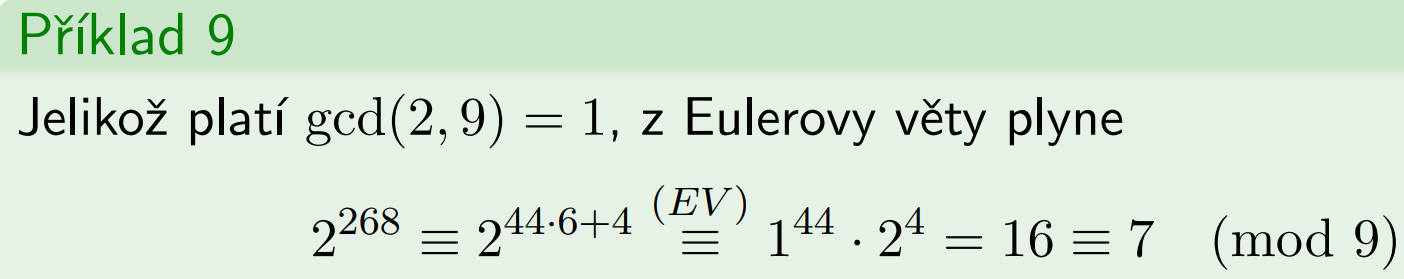 Příklad 9
Jelikož platí gcd(2, 9) = 1, z Eulerovy věty plyne
2^{268} ≡ 2^{44·6+4} \overset{(EV)}{≡} 1^{44} · 2^4 = 16 ≡ 7 (mod 9)